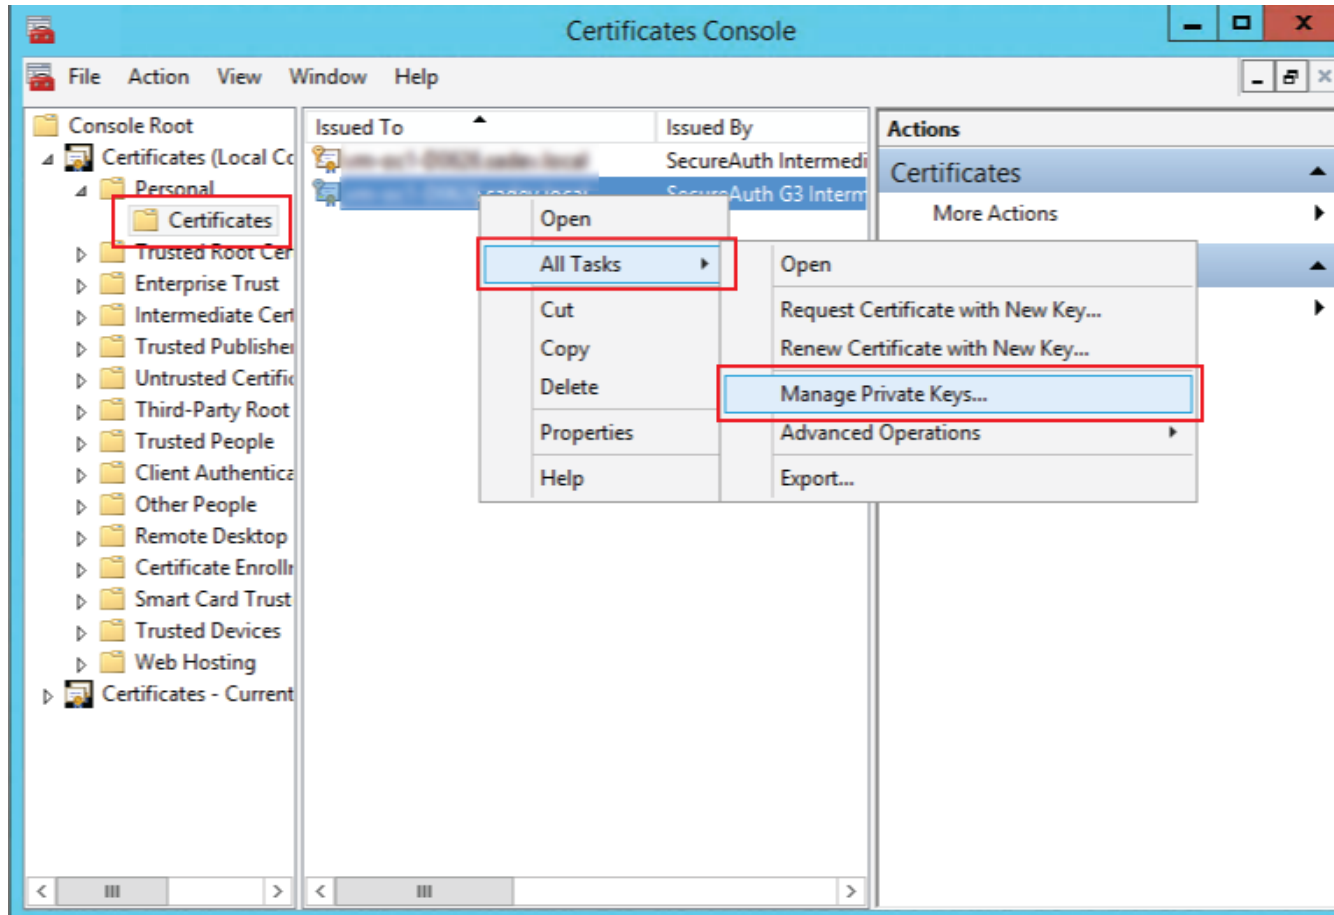 Certificates Console
File Action View Window Help
Console Root
Certificates (Local Co
Personal
Certificates
Trusted Root Cer
Enterprise Trust
Intermediate Cert
Trusted Publisher
Untrusted Certific
Third-Party Root
Trusted People
Client Authentica
Other People
Remote Desktop
Certificate Enrollr
Smart Card Trust
Trusted Devices
Web Hosting
Certificates - Current
Issued To Issued By
SecureAuth Intermedi
SecureAuth G3 Interm
Open
All Tasks
Cut
Copy
Delete
Properties
Help
Open
Request Certificate with New Key...
Renew Certificate with New Key...
Manage Private Keys...
Advanced Operations
Export...
Actions
Certificates
More Actions